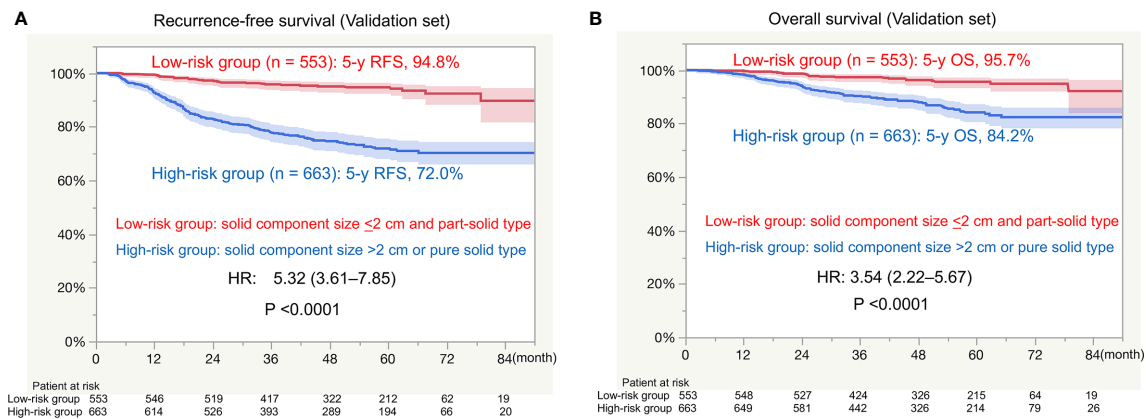 A
Recurrence-free survival (Validation set)
Low-risk group (n = 553): 5-y RFS, 94.8%
100%
80%
60%
40%
20%
0%
High-risk group (n = 663): 5-y RFS, 72.0%
Low-risk group: solid component size ≤2 cm and part-solid type
High-risk group: solid component size >2 cm or pure solid type
HR: 5.32 (3.61–7.85)
P <0.0001
0 12 24 36 48 60 72 84(month)
Patient at risk
Low-risk group 553 546 519 417 322 212 62 19
High-risk group 663 614 526 393 289 194 66 20
B
Overall survival (Validation set)
Low-risk group (n = 553): 5-y OS, 95.7%
100%
80%
60%
40%
20%
0%
High-risk group (n = 663): 5-y OS, 84.2%
Low-risk group: solid component size ≤2 cm and part-solid type
High-risk group: solid component size >2 cm or pure solid type
HR: 3.54 (2.22–5.67)
P <0.0001
0 12 24 36 48 60 72 84(month)
Patient at risk
Low-risk group 553 548 527 424 326 215 64 19
High-risk group 663 649 581 442 326 214 79 26